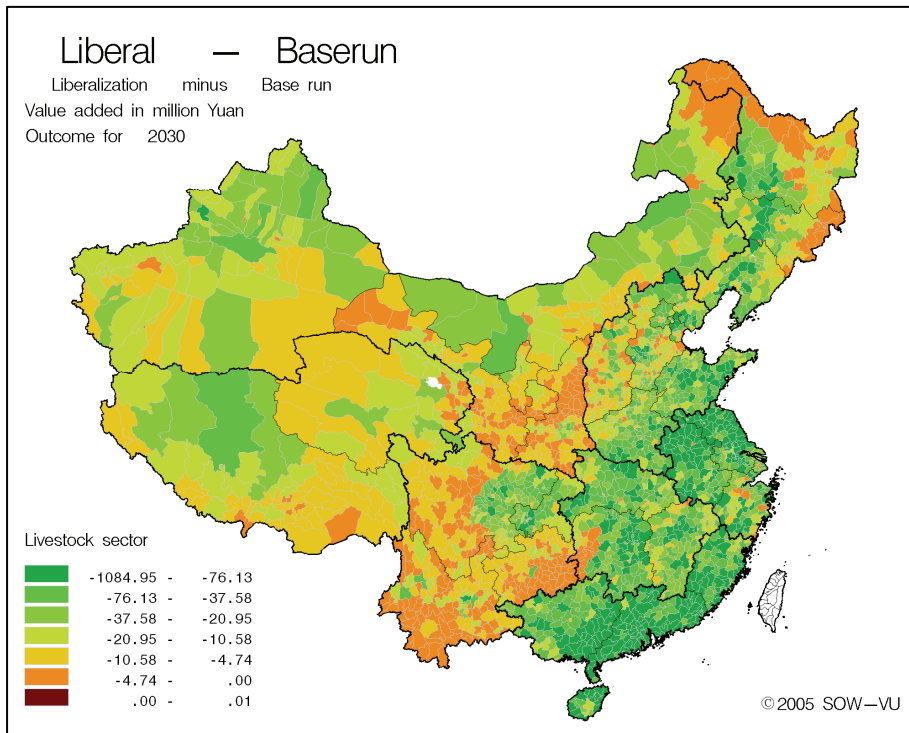 Liberal — Baserun
Liberalization minus Base run
Value added in million Yuan
Outcome for 2030
Livestock sector
-1084.95 - -76.13
-76.13 - -37.58
-37.58 - -20.95
-20.95 - -10.58
-10.58 - -4.74
-4.74 - .00
.00 - .01
© 2005 SOW—VU